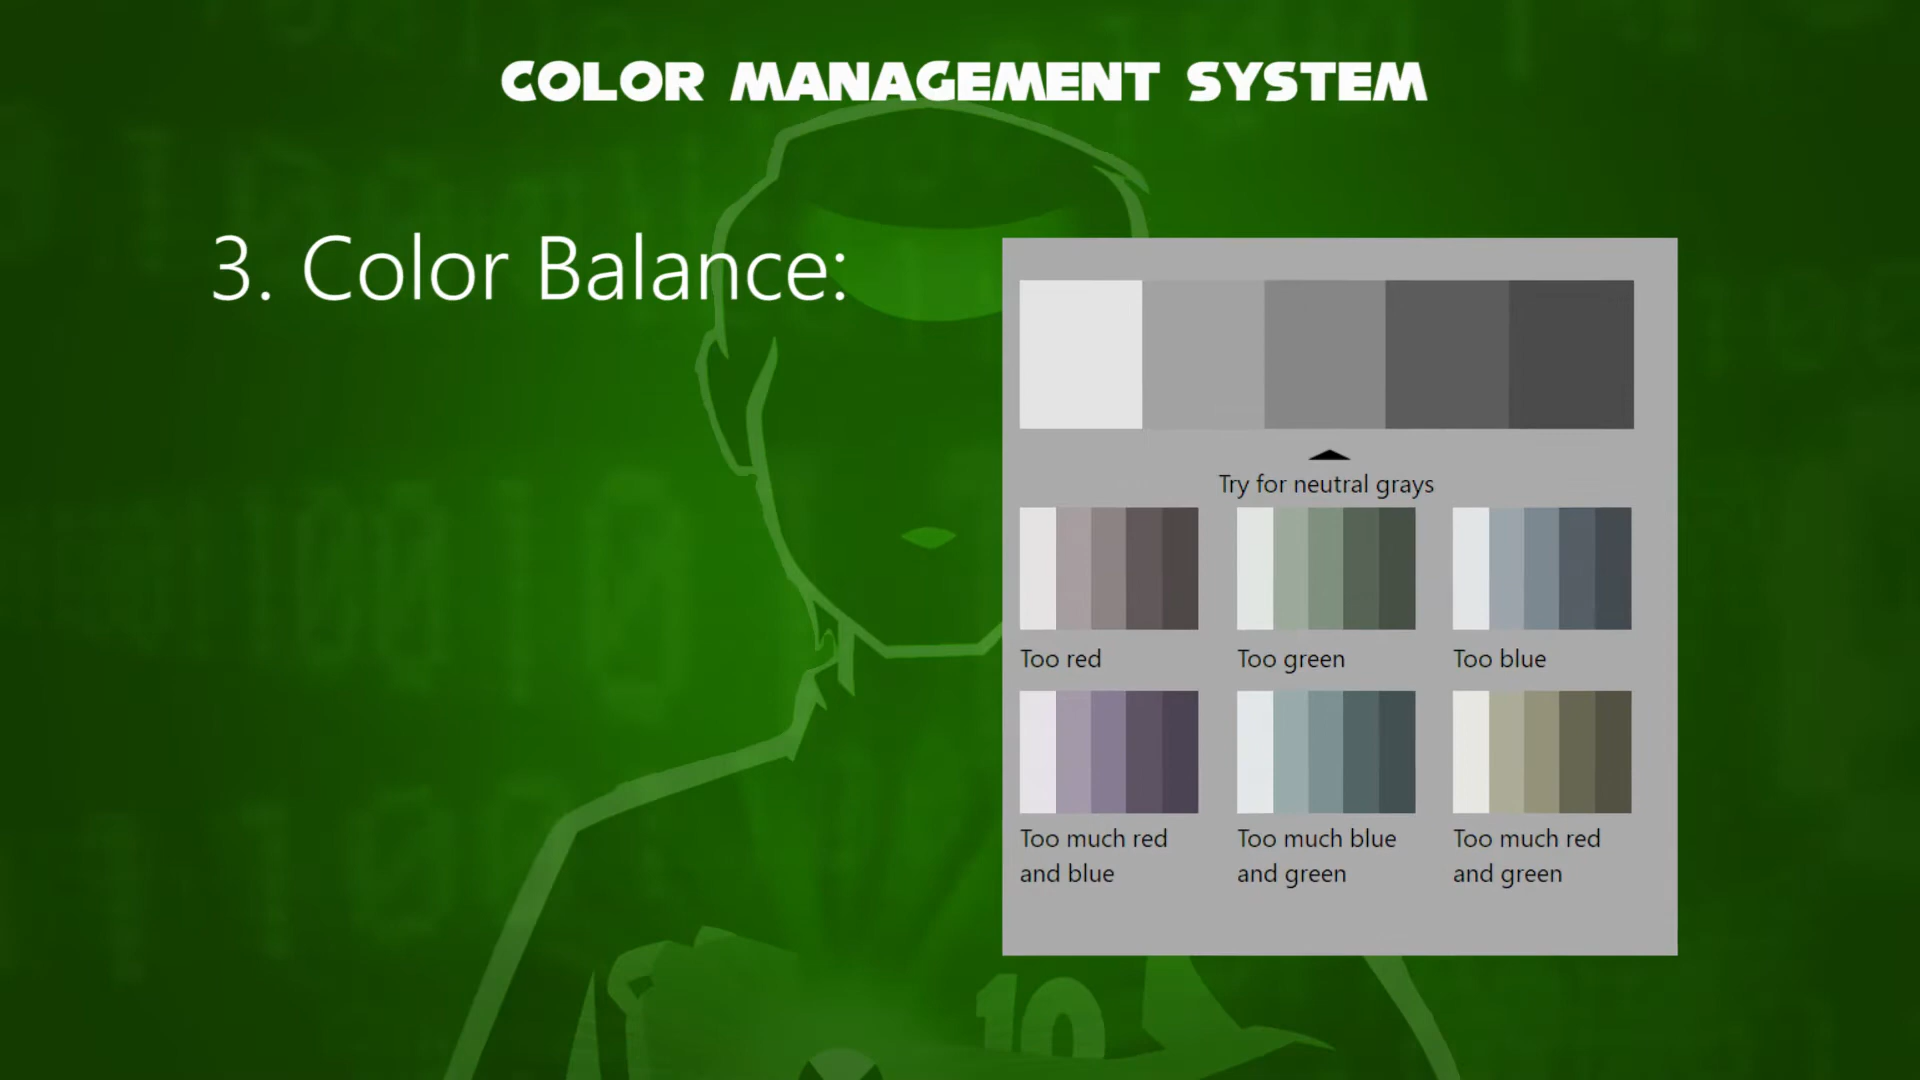 COLOR MANAGEMENT SYSTEM
3. Color Balance:
Try for neutral grays
Too red
Too green
Too blue
Too much red
and blue
Too much blue
and green
Too much red
and green
10